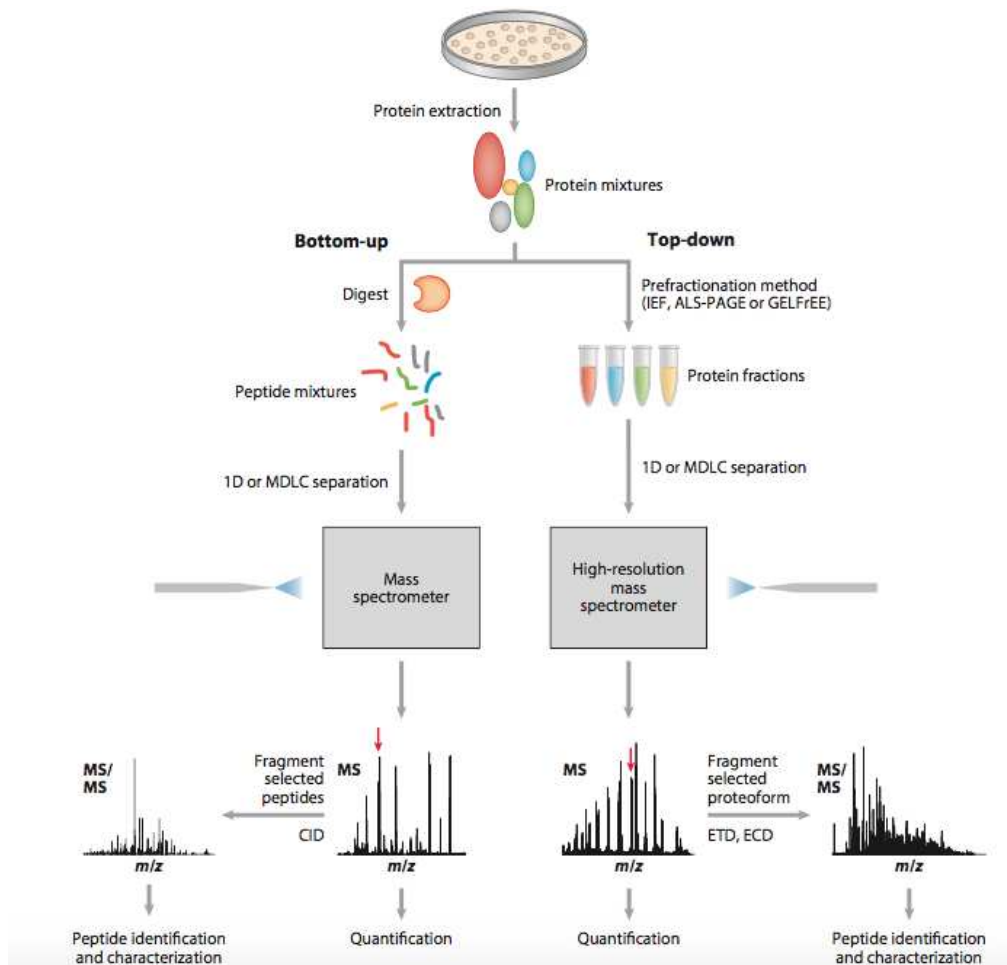 Protein extraction
Protein mixtures
Bottom-up
Top-down
Digest
Prefractionation method
(IEF, ALS-PAGE or GELFrEE)
Peptide mixtures
Protein fractions
1D or MDLC separation
1D or MDLC separation
Mass
spectrometer
High-resolution
mass
spectrometer
MS/
MS
Fragment
selected
peptides
CID
MS
MS
Fragment
selected
proteoform
ETD, ECD
MS/
MS
m/z
m/z
m/z
m/z
Peptide identification
and characterization
Quantification
Quantification
Peptide identification
and characterization